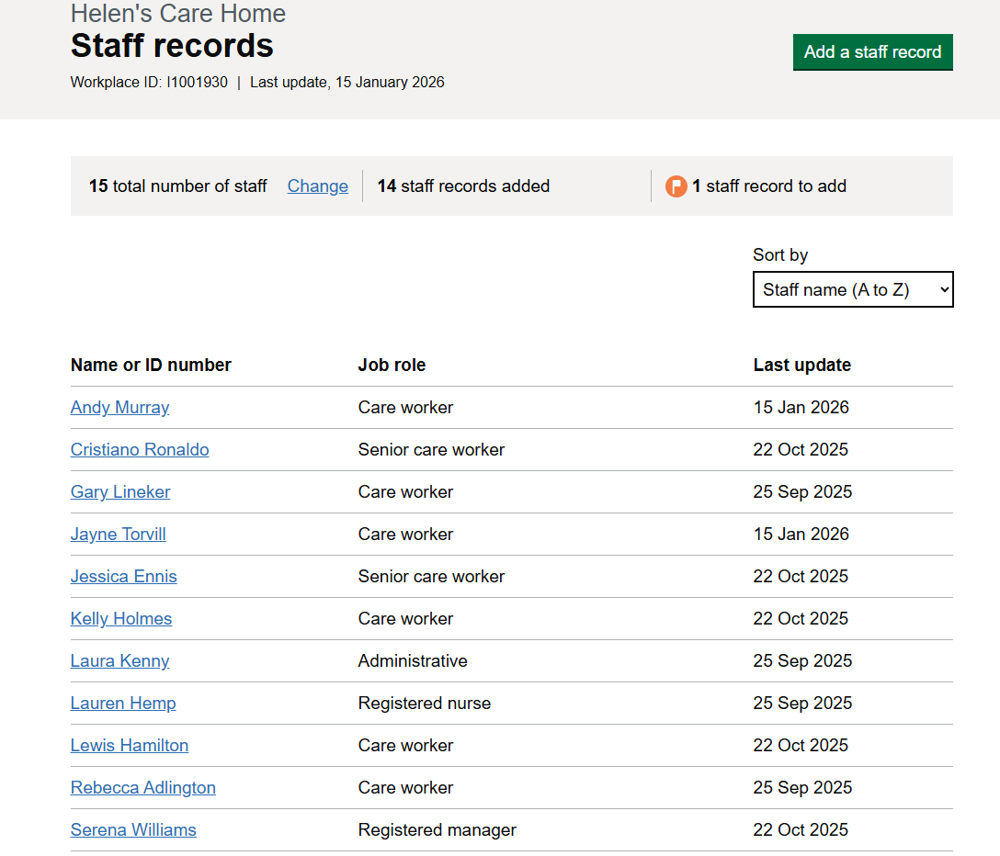 Helen's Care Home
Staff records
Add a staff record
Workplace ID: I1001930 | Last update, 15 January 2026
15 total number of staff Change 14 staff records added 1 staff record to add
Sort by
Staff name (A to Z)
Name or ID number Job role Last update
Andy Murray Care worker 15 Jan 2026
Cristiano Ronaldo Senior care worker 22 Oct 2025
Gary Lineker Care worker 25 Sep 2025
Jayne Torvill Care worker 15 Jan 2026
Jessica Ennis Senior care worker 22 Oct 2025
Kelly Holmes Care worker 22 Oct 2025
Laura Kenny Administrative 25 Sep 2025
Lauren Hemp Registered nurse 25 Sep 2025
Lewis Hamilton Care worker 22 Oct 2025
Rebecca Adlington Care worker 25 Sep 2025
Serena Williams Registered manager 22 Oct 2025